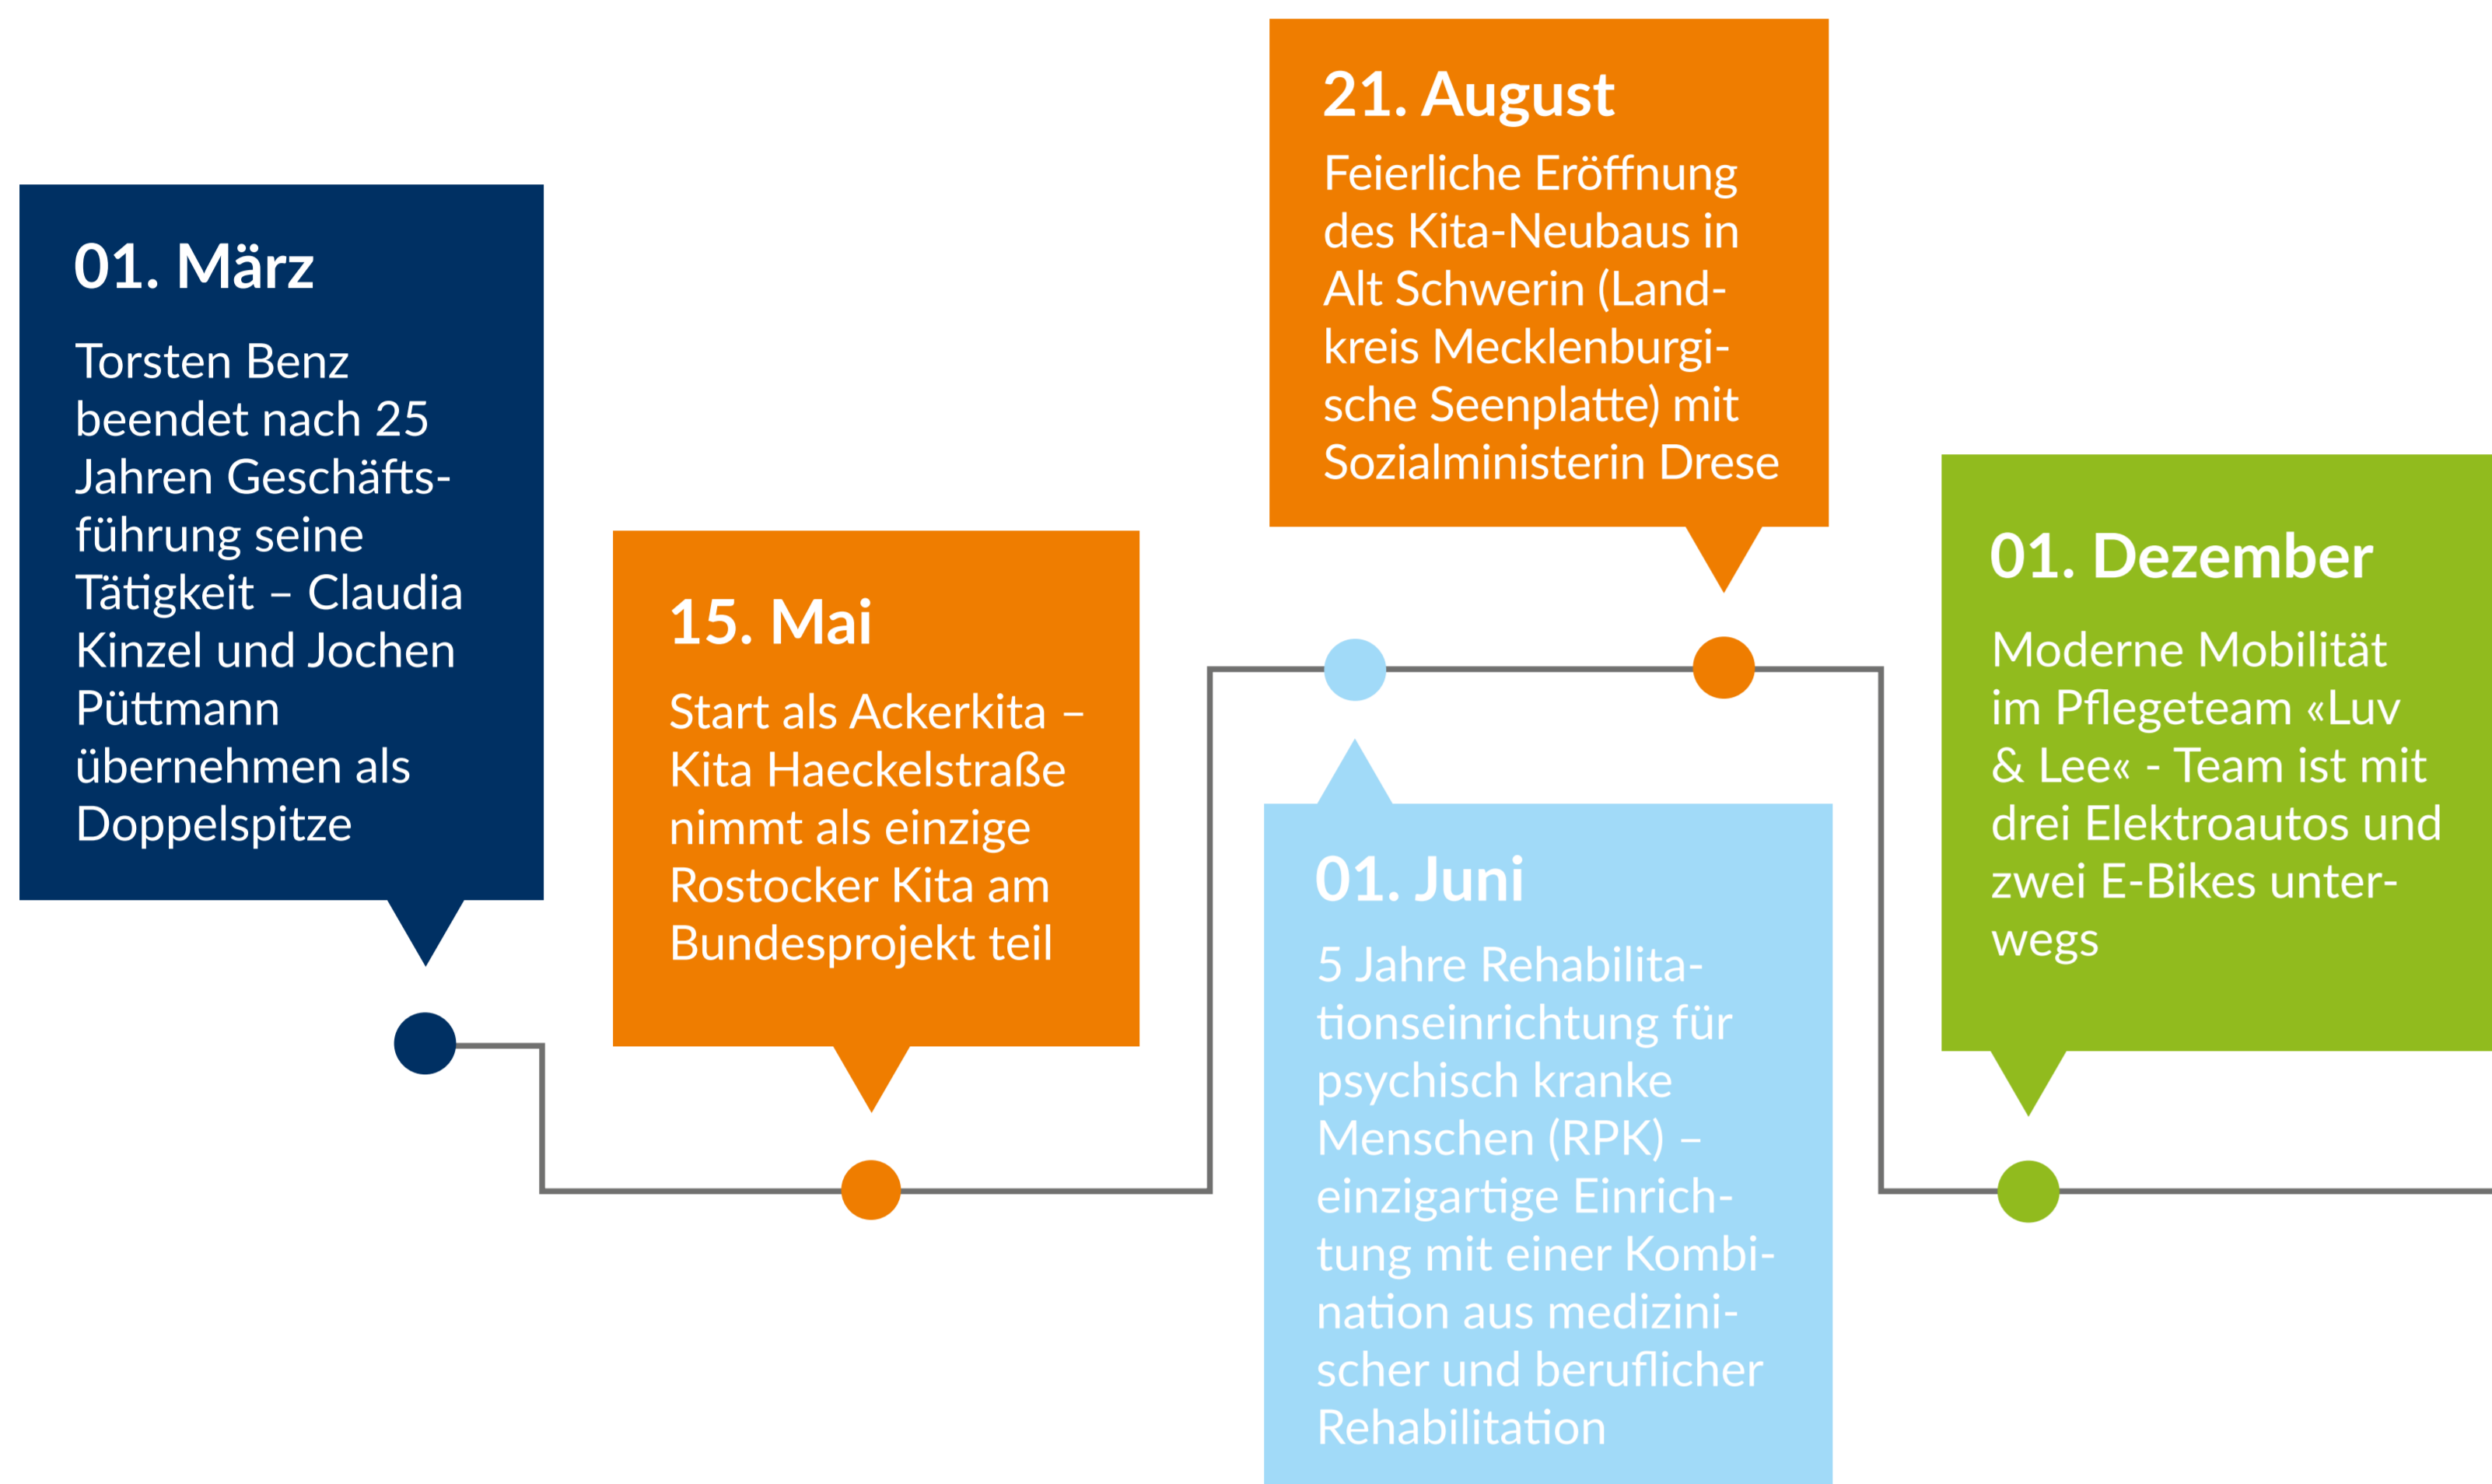 01. März
Torsten Benz
beendet nach 25
Jahren Geschäfts-
führung seine
Tätigkeit – Claudia
Kinzel und Jochen
Püttmann
übernehmen als
Doppelspitze
15. Mai
Start als Ackerkita –
Kita Haeckelstraße
nimmt als einzige
Rostocker Kita am
Bundesprojekt teil
01. Juni
5 Jahre Rehabilita-
tionseinrichtung für
psychisch kranke
Menschen (RPK) –
einzigartige Einrich-
tung mit einer Kombi-
nation aus medizini-
scher und beruflicher
Rehabilitation
21. August
Feierliche Eröffnung
des Kita-Neubaus in
Alt Schwerin (Land-
kreis Mecklenburgi-
sche Seenplatte) mit
Sozialministerin Drese
01. Dezember
Moderne Mobilität
im Pflegeteam «Luv
& Lee« - Team ist mit
drei Elektroautos und
zwei E-Bikes unter-
wegs